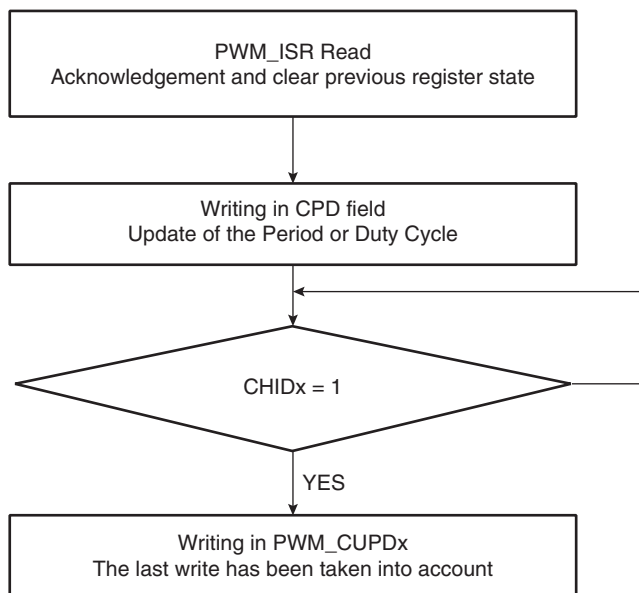 PWM_ISR Read
Acknowledgement and clear previous register state
Writing in CPD field
Update of the Period or Duty Cycle
CHIDx = 1
YES
Writing in PWM_CUPDx
The last write has been taken into account